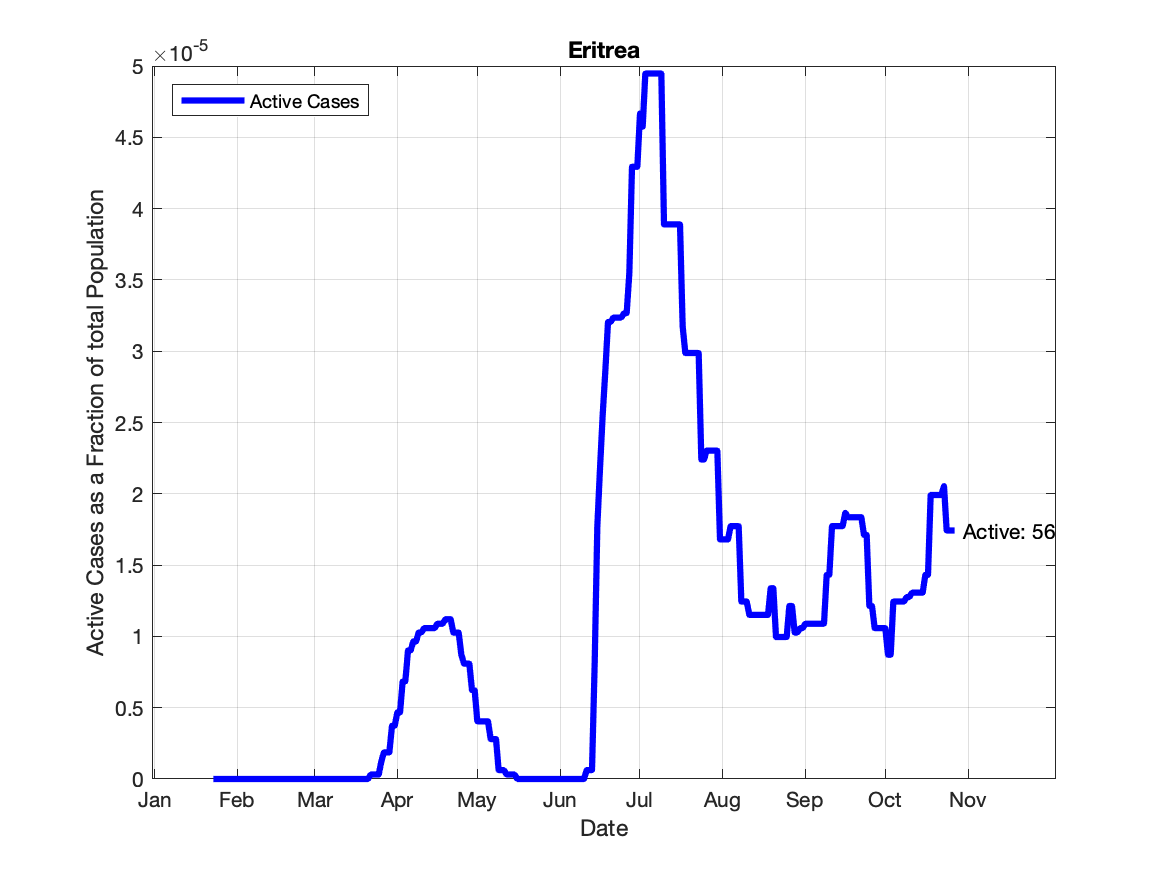 Eritrea
×10-5
Active Cases
5
4.5
4
3.5
3
2.5
2
1.5
1
0.5
0
Active Cases as a Fraction of total Population
Active: 56
Jan Feb Mar Apr May Jun Jul Aug Sep Oct Nov
Date